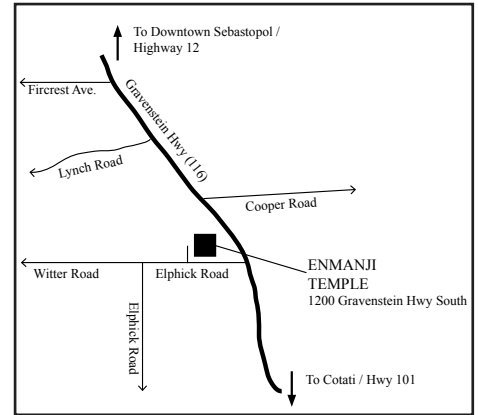 To Downtown Sebastopol /
Highway 12
Fircrest Ave.
Gravenstein Hwy (116)
Lynch Road
Cooper Road
ENMANJI
TEMPLE
1200 Gravenstein Hwy South
Witter Road
Elphick Road
Elphick Road
To Cotati / Hwy 101